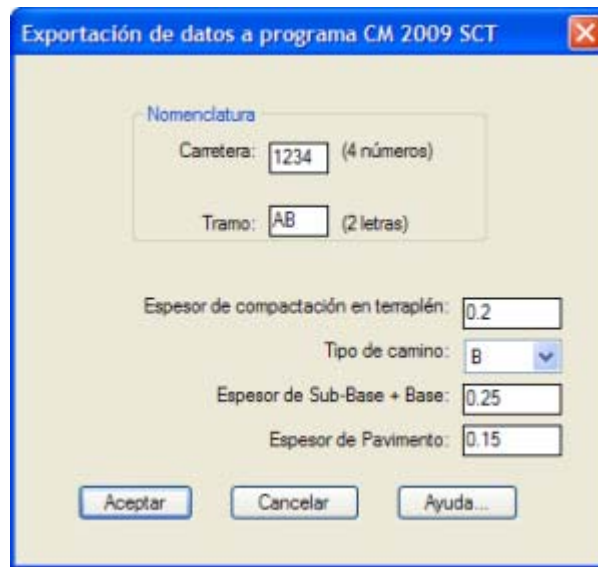 Exportación de datos a programa CM 2009 SCT
Nomenclatura
Carretera: 1234 (4 números)
Tramo: AB (2 letras)
Espesor de compactación en terraplén: 0.2
Tipo de camino: B
Espesor de Sub-Base + Base: 0.25
Espesor de Pavimento: 0.15
Aceptar Cancelar Ayuda...